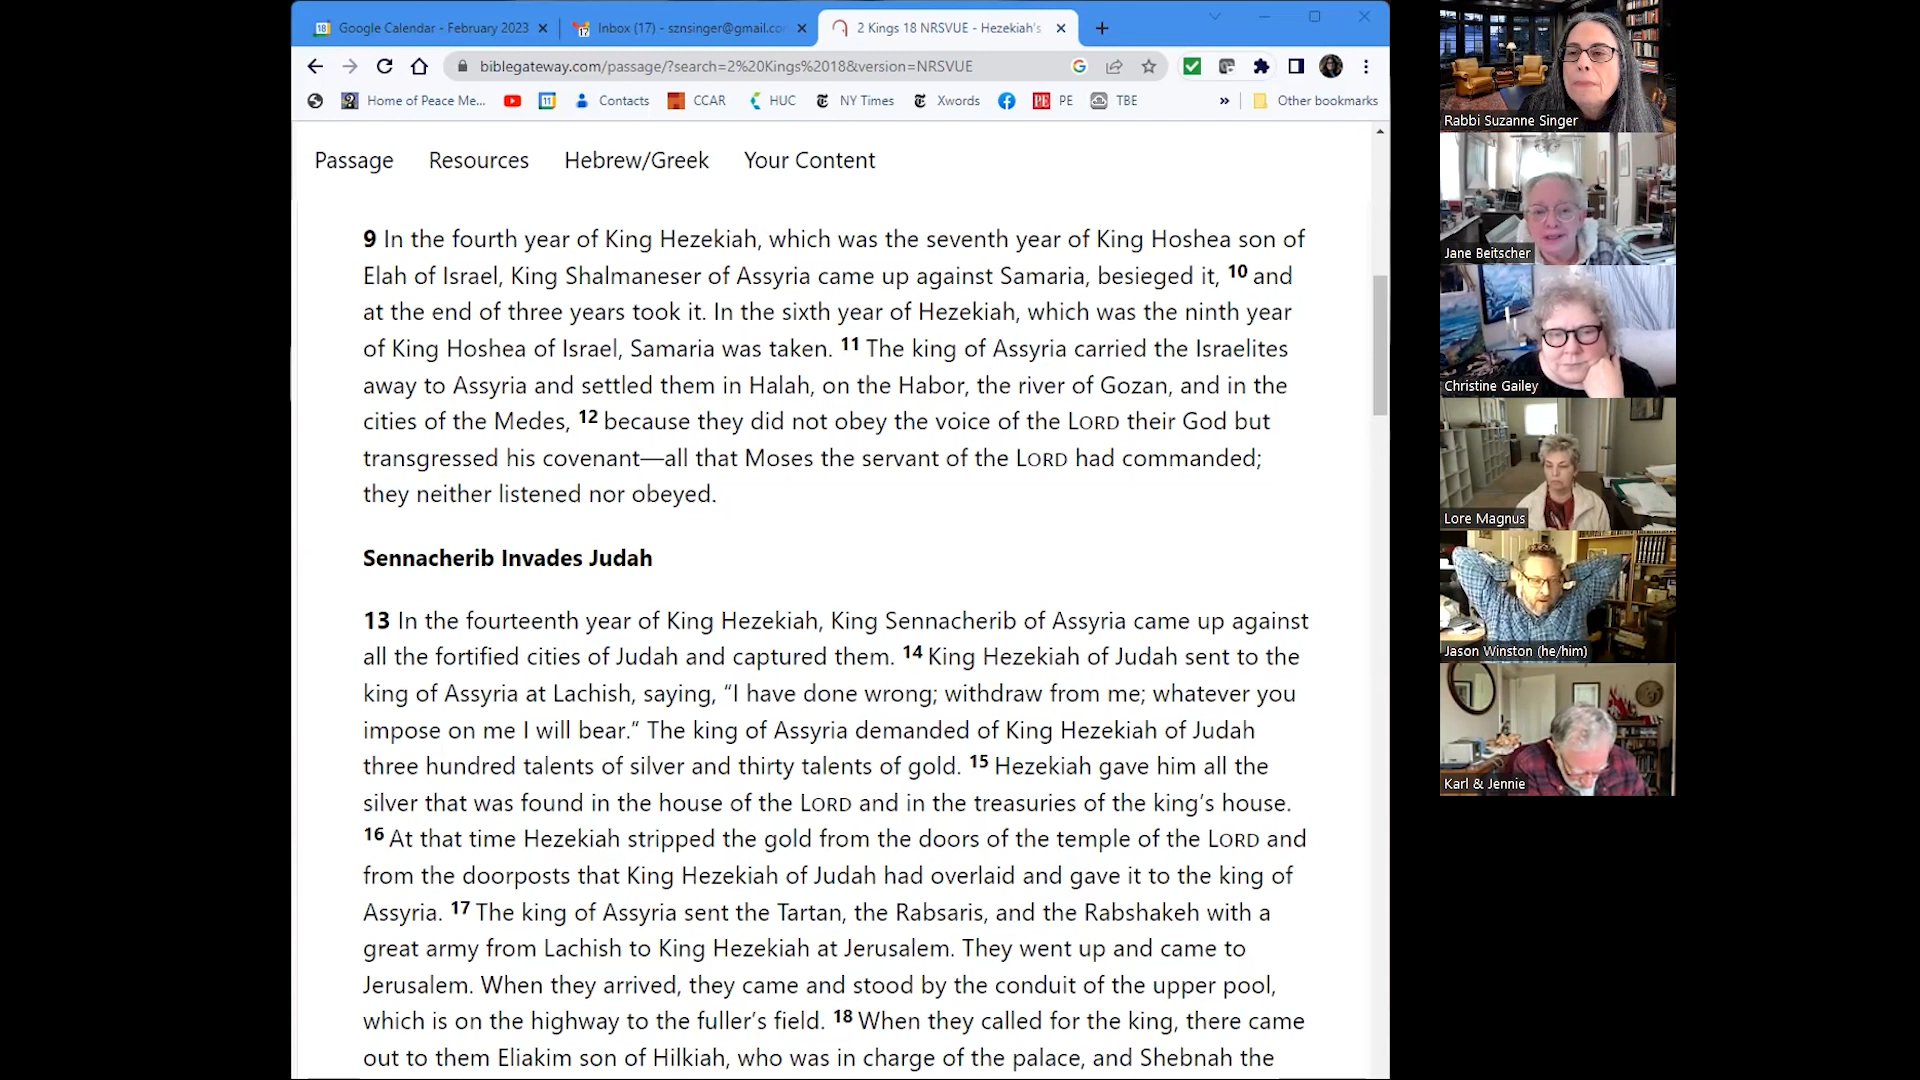 Google Calendar - February 2023
Inbox (17) - sznsinger@gmail.co
2 Kings 18 NRSVUE - Hezekiah's
biblegateway.com/passage/?search=2%20Kings%2018&version=NRSVUE
Home of Peace Me...
Contacts
CCAR
HUC
NY Times
Xwords
PE
TBE
»
Other bookmarks
Passage Resources Hebrew/Greek Your Content
9 In the fourth year of King Hezekiah, which was the seventh year of King Hoshea son of
Elah of Israel, King Shalmaneser of Assyria came up against Samaria, besieged it, 10 and
at the end of three years took it. In the sixth year of Hezekiah, which was the ninth year
of King Hoshea of Israel, Samaria was taken. 11 The king of Assyria carried the Israelites
away to Assyria and settled them in Halah, on the Habor, the river of Gozan, and in the
cities of the Medes, 12 because they did not obey the voice of the LORD their God but
transgressed his covenant—all that Moses the servant of the LORD had commanded;
they neither listened nor obeyed.
Sennacherib Invades Judah
13 In the fourteenth year of King Hezekiah, King Sennacherib of Assyria came up against
all the fortified cities of Judah and captured them. 14 King Hezekiah of Judah sent to the
king of Assyria at Lachish, saying, “I have done wrong; withdraw from me; whatever you
impose on me I will bear.” The king of Assyria demanded of King Hezekiah of Judah
three hundred talents of silver and thirty talents of gold. 15 Hezekiah gave him all the
silver that was found in the house of the LORD and in the treasuries of the king’s house.
16 At that time Hezekiah stripped the gold from the doors of the temple of the LORD and
from the doorposts that King Hezekiah of Judah had overlaid and gave it to the king of
Assyria. 17 The king of Assyria sent the Tartan, the Rabsaris, and the Rabshakeh with a
great army from Lachish to King Hezekiah at Jerusalem. They went up and came to
Jerusalem. When they arrived, they came and stood by the conduit of the upper pool,
which is on the highway to the fuller’s field. 18 When they called for the king, there came
out to them Eliakim son of Hilkiah, who was in charge of the palace, and Shebnah the
Rabbi Suzanne Singer
Jane Beitscher
Christine Gailey
Lore Magnus
Jason Winston (he/him)
Karl & Jennie